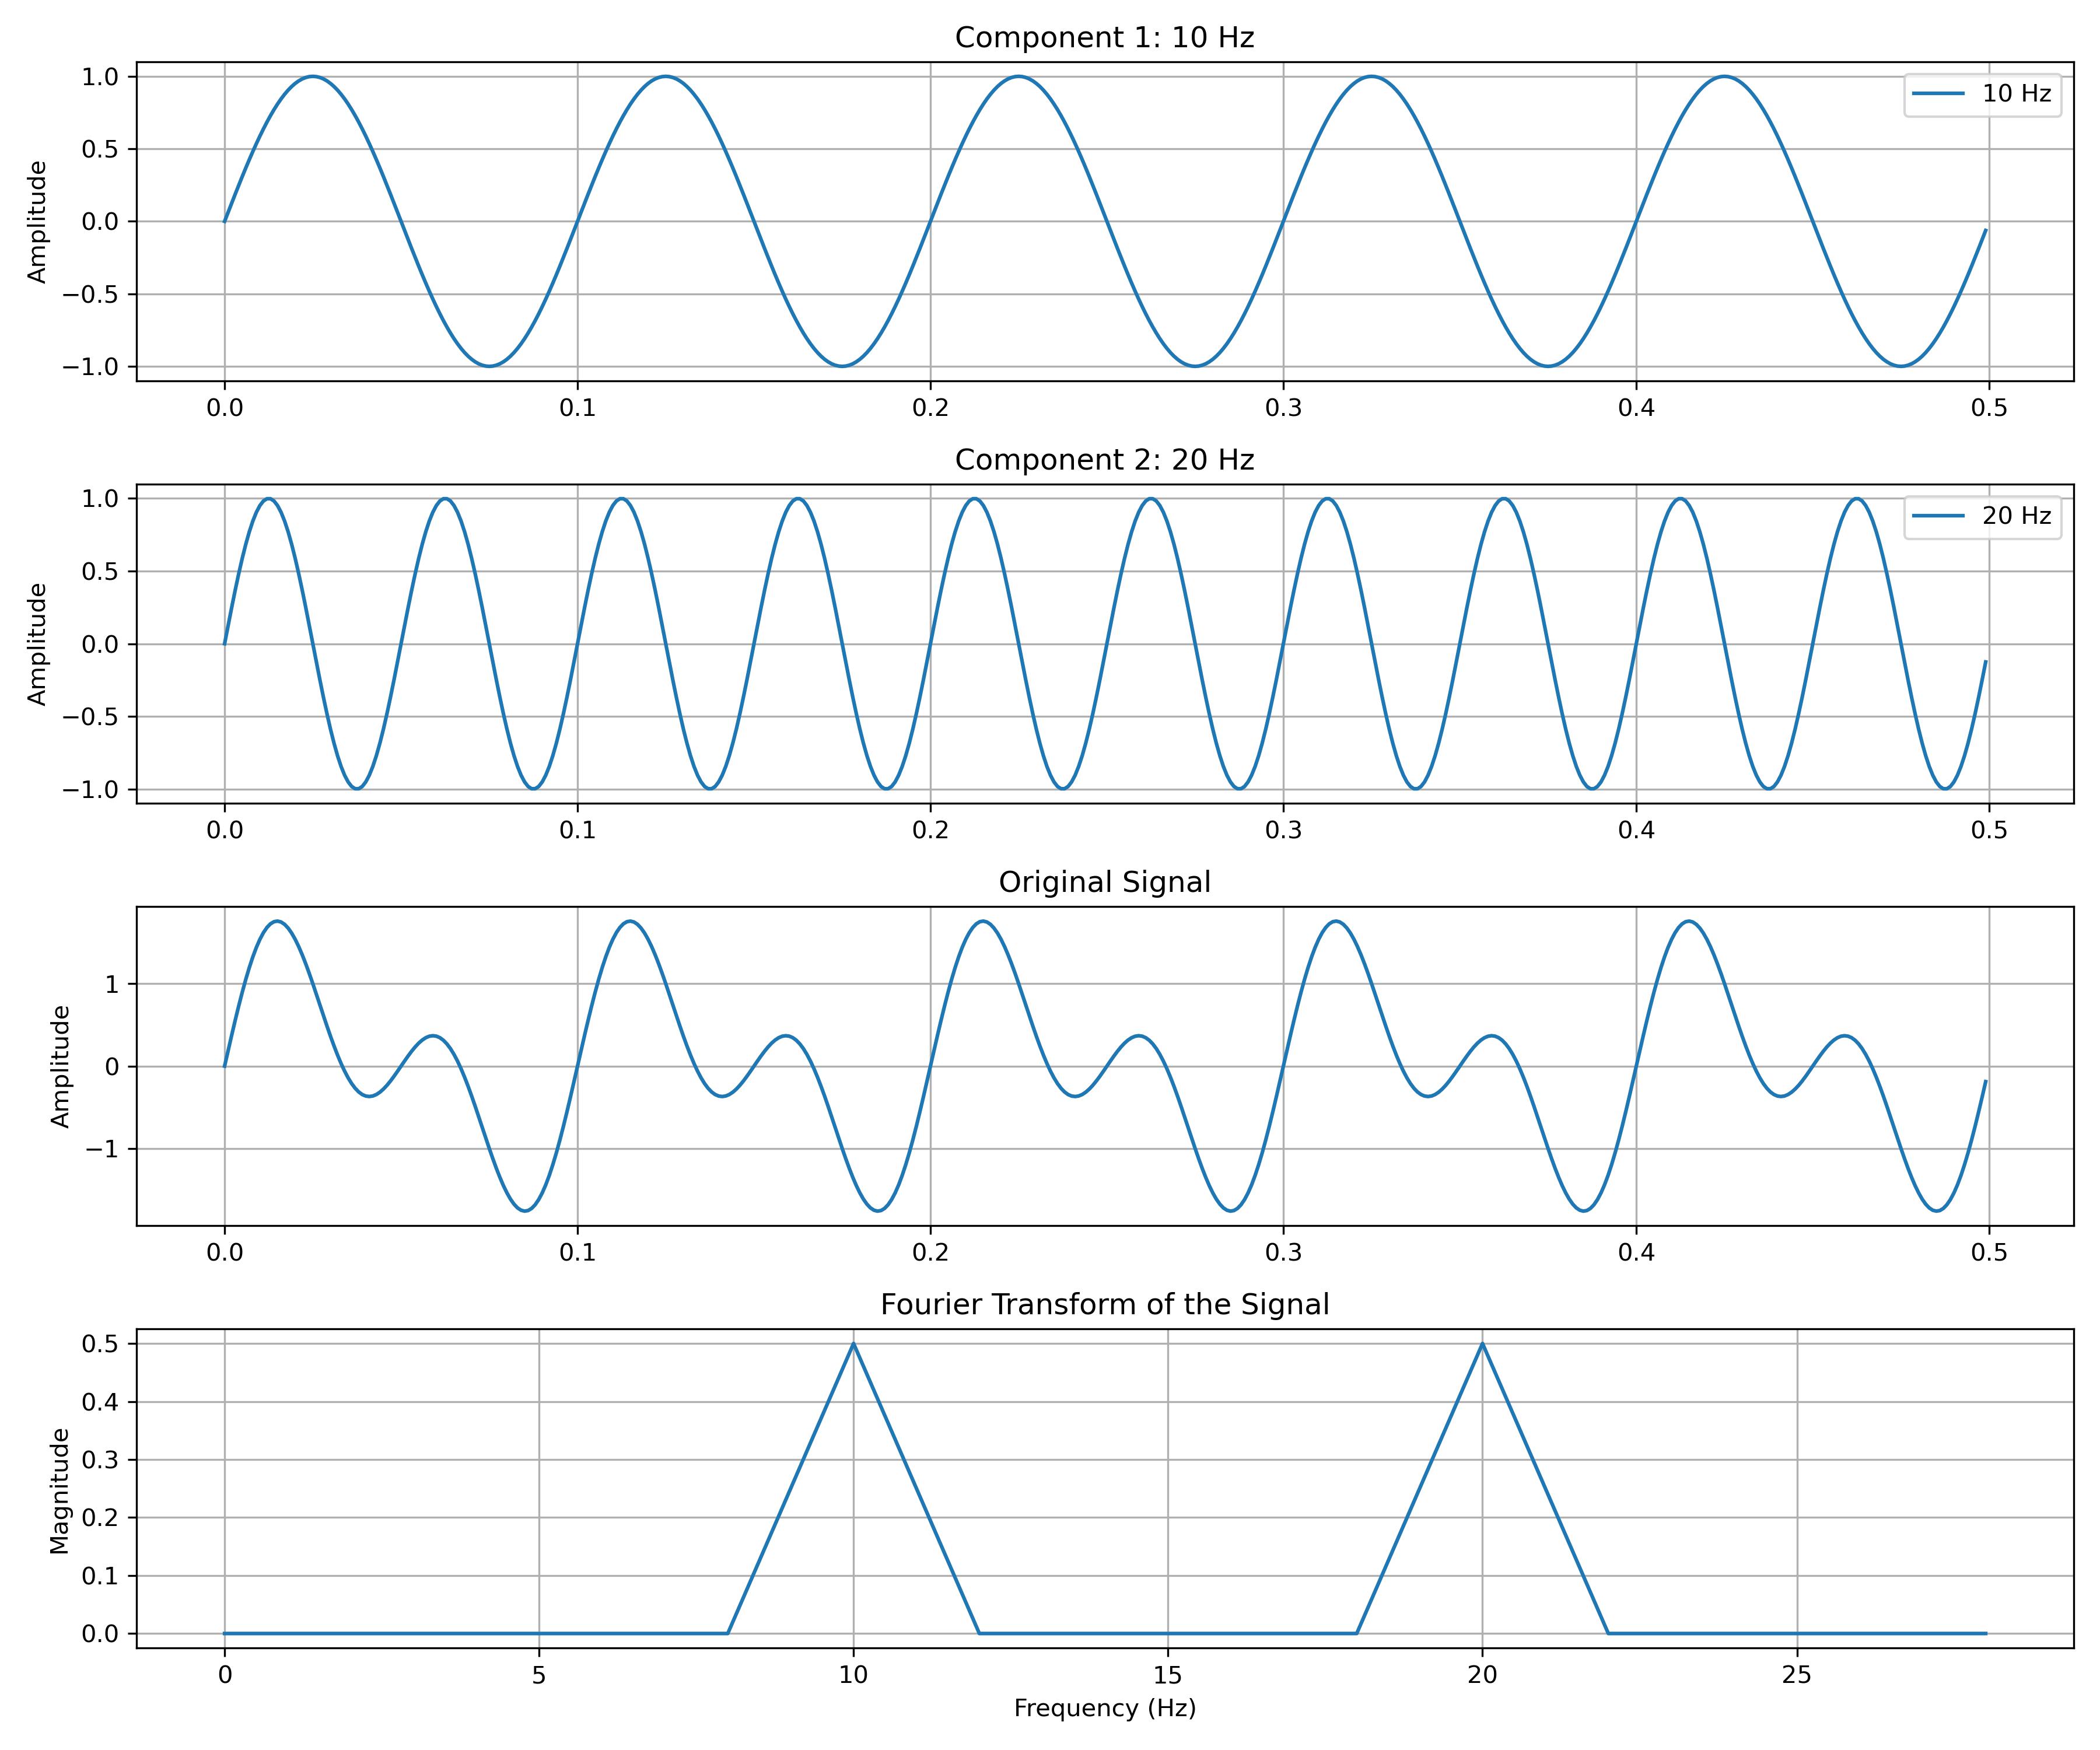 Component 1: 10 Hz
10 Hz
Amplitude
1.0
0.5
0.0
−0.5
−1.0
0.0 0.1 0.2 0.3 0.4 0.5
Component 2: 20 Hz
20 Hz
Amplitude
1.0
0.5
0.0
−0.5
−1.0
0.0 0.1 0.2 0.3 0.4 0.5
Original Signal
Amplitude
1
0
−1
0.0 0.1 0.2 0.3 0.4 0.5
Fourier Transform of the Signal
Magnitude
0.5
0.4
0.3
0.2
0.1
0.0
0 5 10 15 20 25
Frequency (Hz)